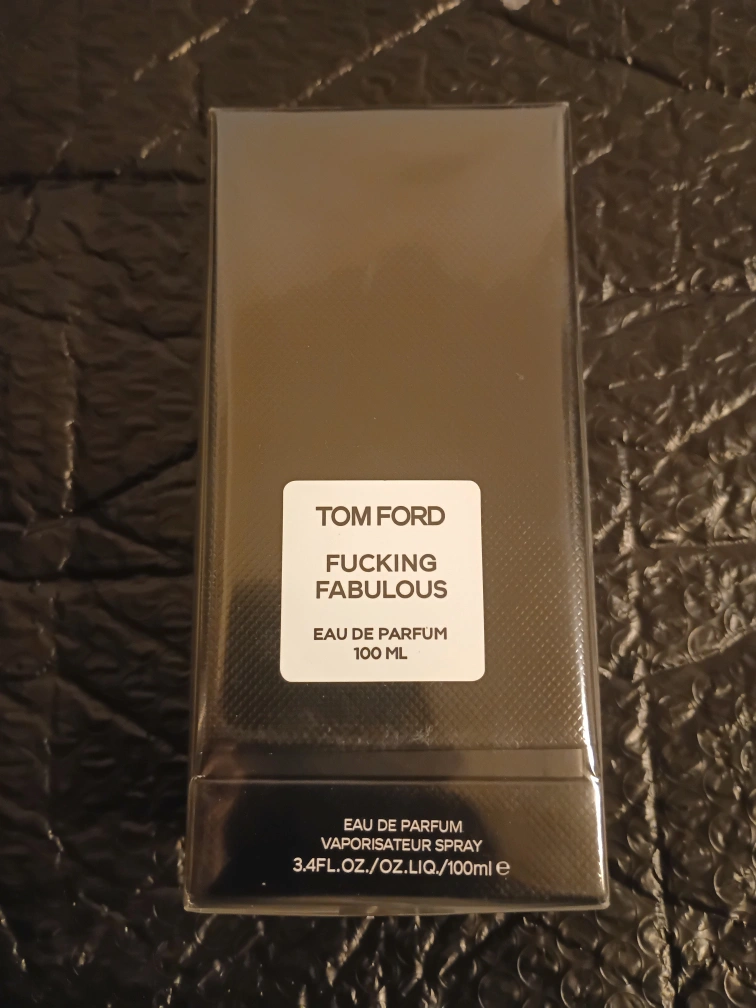 TOM FORD
FUCKING
FABULOUS
EAU DE PARFUM
100 ML
EAU DE PARFUM
VAPORISATEUR SPRAY
3.4FL.OZ./OZ.LIQ./100ml ℮